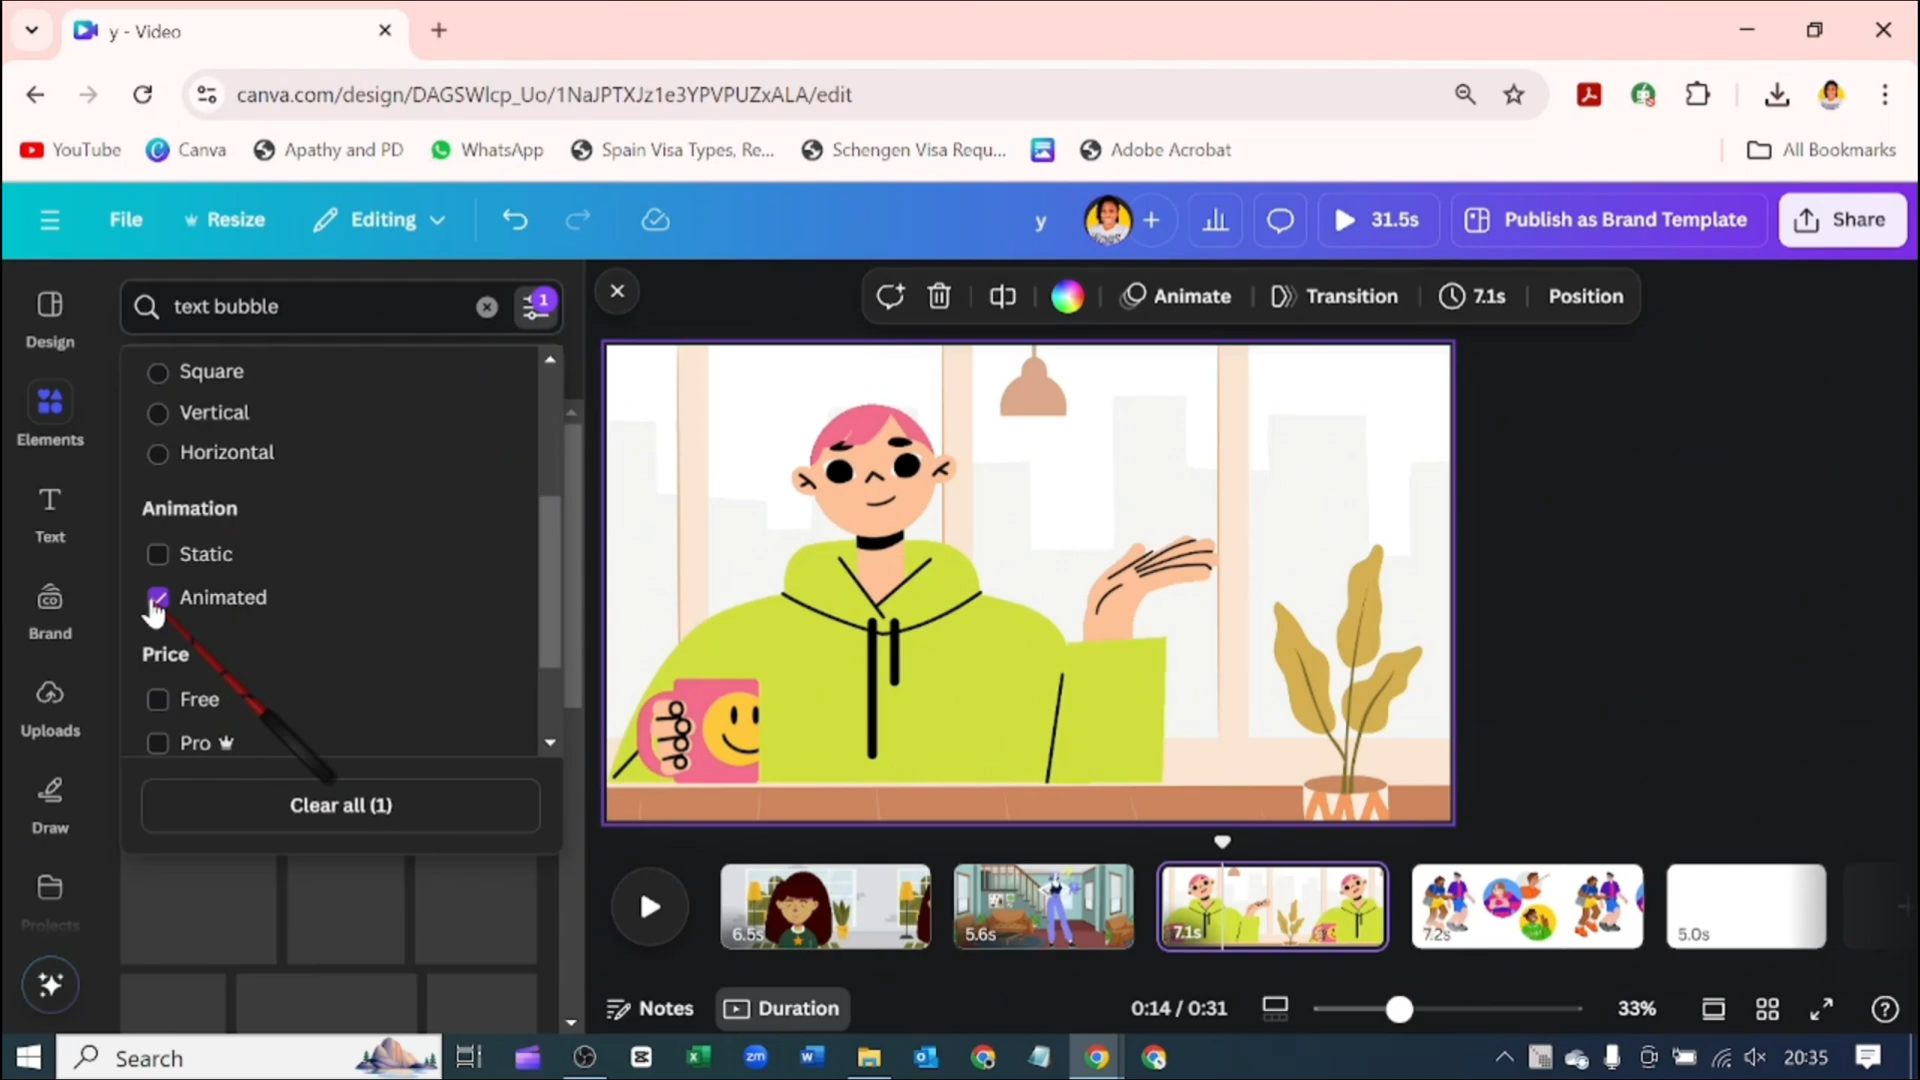 y - Video
canva.com/design/DAGSWlcp_Uo/1NaJPTXJz1e3YPVPUZxALA/edit
YouTube Canva Apathy and PD WhatsApp Spain Visa Types, Re... Schengen Visa Requ... Adobe Acrobat All Bookmarks
File Resize Editing y 31.5s Publish as Brand Template Share
text bubble 1
Animate Transition 7.1s Position
Design
Elements
Text
Brand
Uploads
Draw
Projects
Square
Vertical
Horizontal
Animation
Static
Animated
Price
Free
Pro
Clear all (1)
6.5s 5.6s 7.1s 7.2s 5.0s
Notes Duration 0:14 / 0:31 33%
Search 20:35